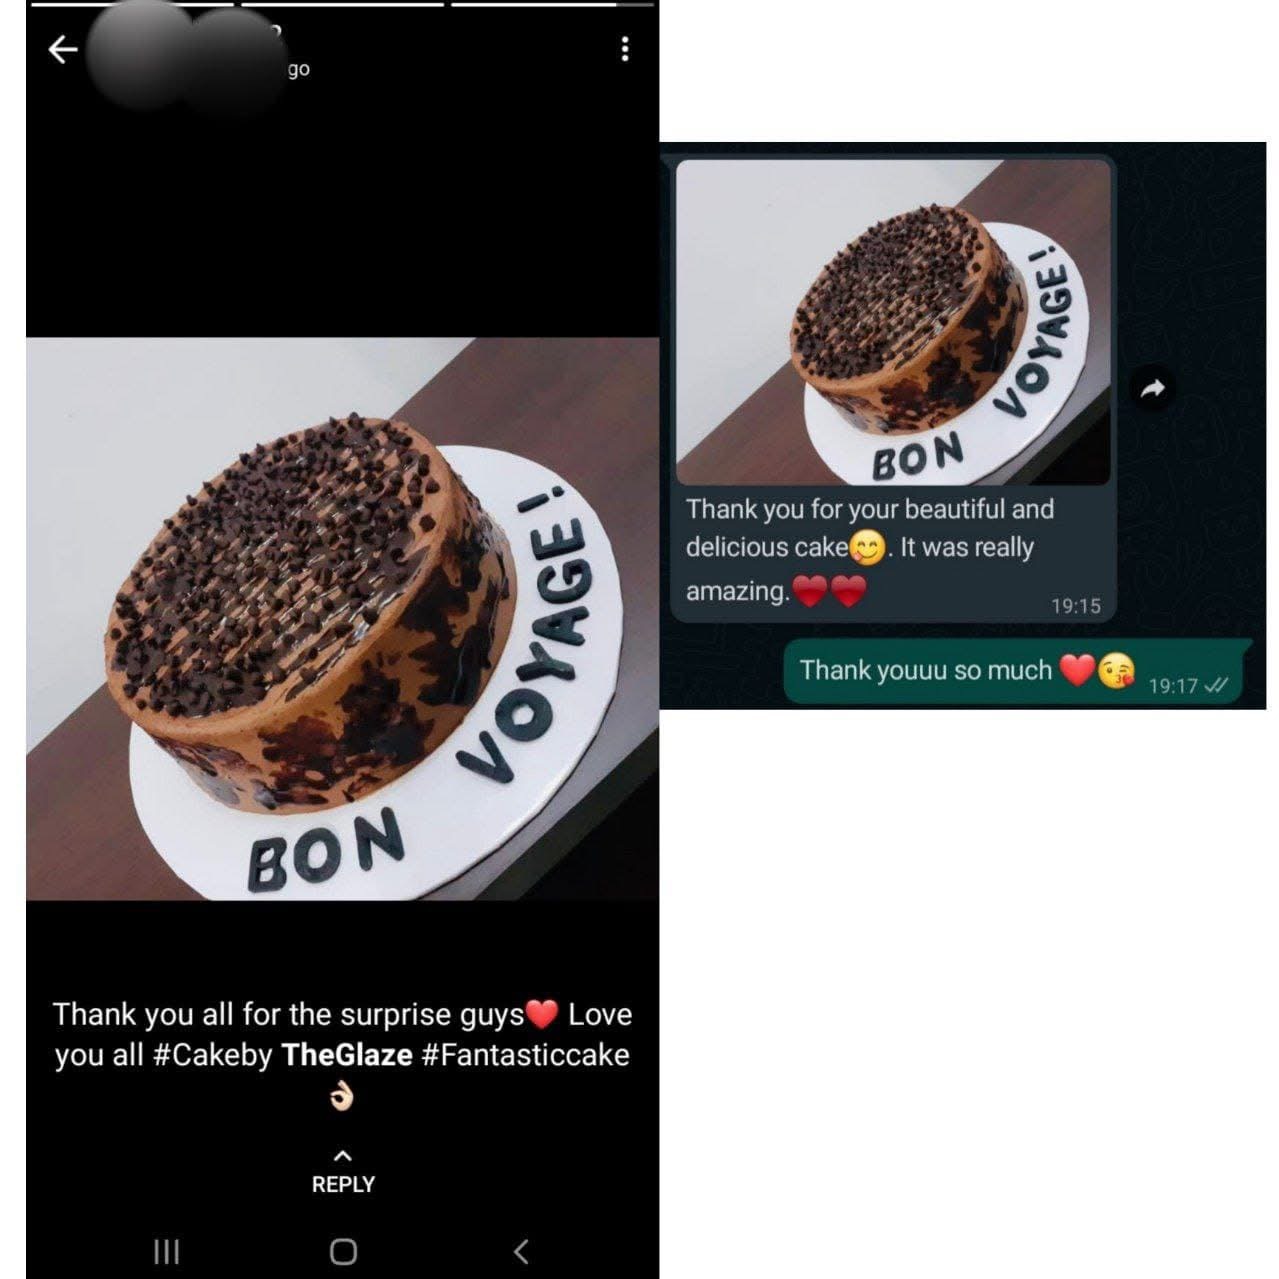 go
BON VOYAGE!
Thank you all for the surprise guys❤️ Love
you all #Cakeby TheGlaze #Fantasticcake
👌🏻
REPLY
BON VOYAGE!
Thank you for your beautiful and
delicious cake😋. It was really
amazing.♥️♥️
19:15
Thank youuu so much ❤️😘
19:17